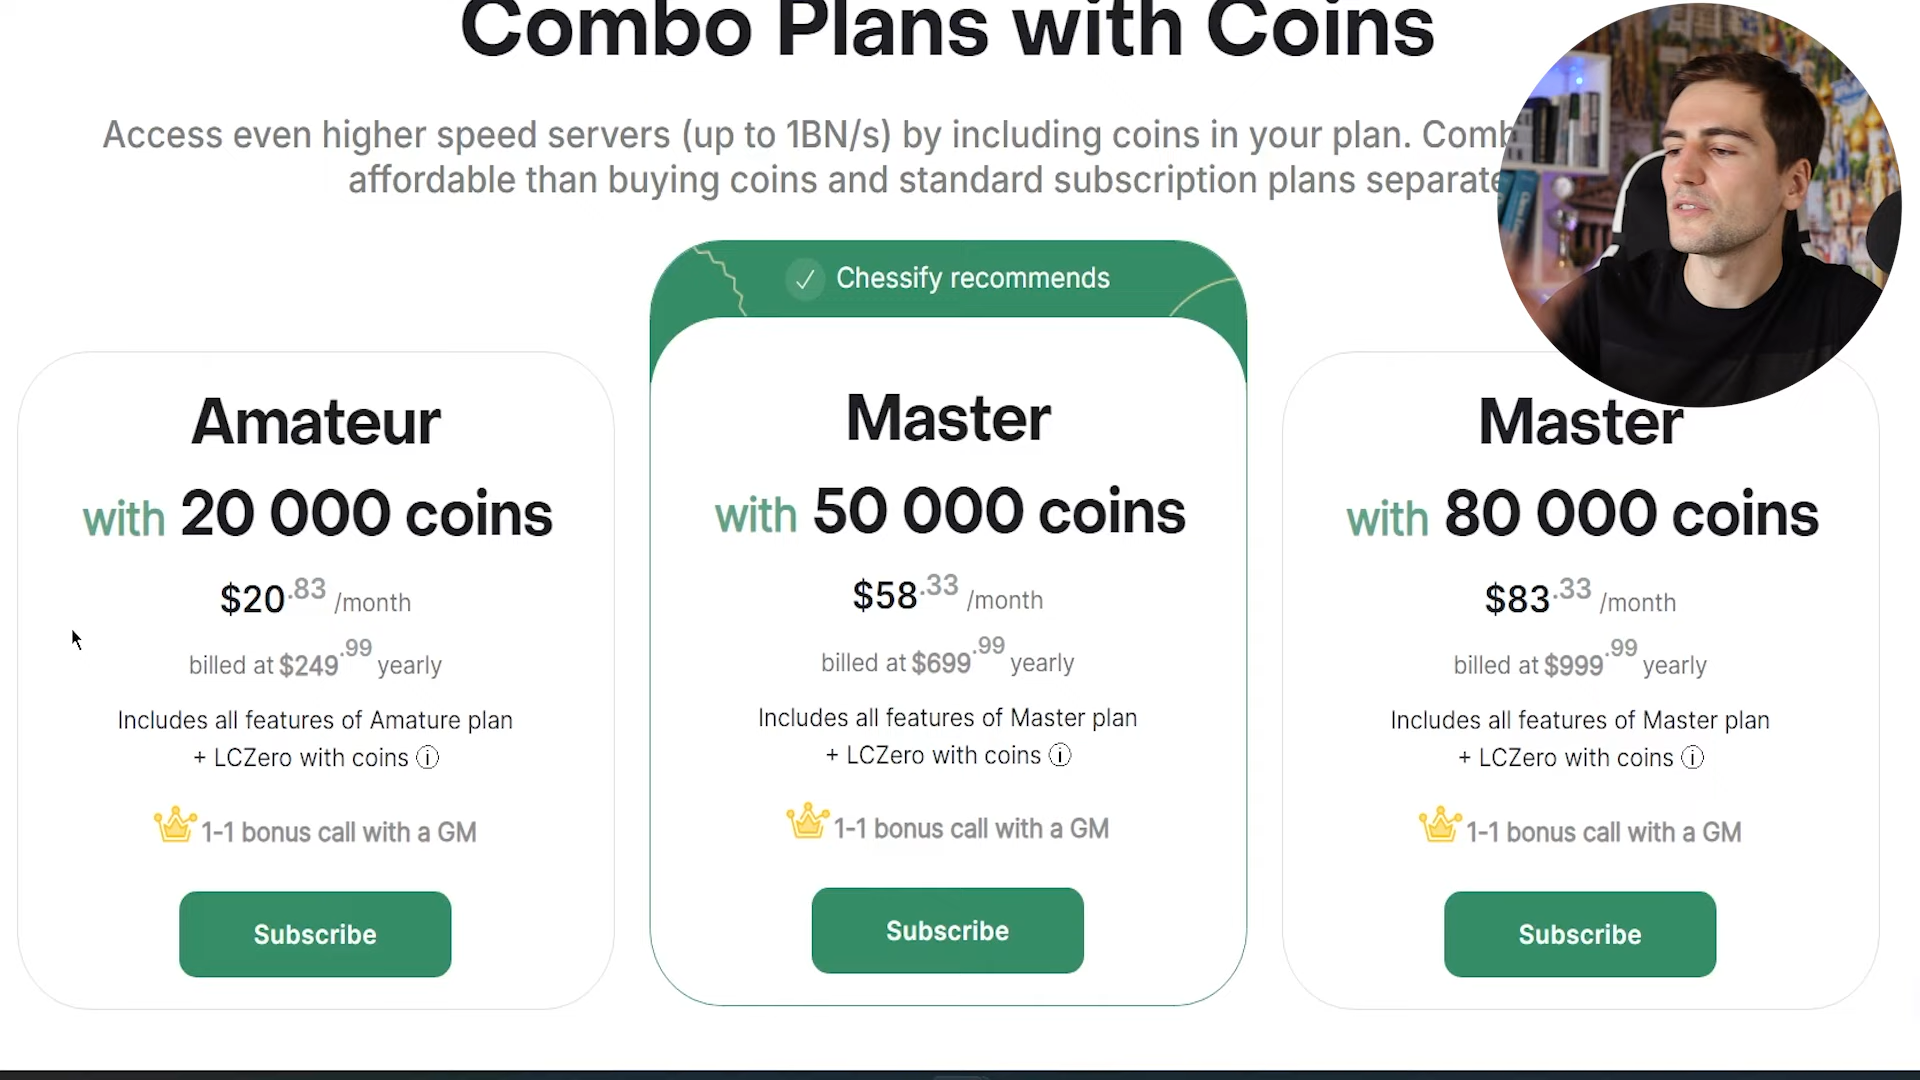 Combo Plans with Coins
Access even higher speed servers (up to 1BN/s) by including coins in your plan.
affordable than buying coins and standard subscription plans
✓ Chessify recommends
Amateur
with 20 000 coins
$20.83 /month
billed at $249.99 yearly
Includes all features of Amature plan
+ LCZero with coins ⓘ
1-1 bonus call with a GM
Subscribe
Master
with 50 000 coins
$58.33 /month
billed at $699.99 yearly
Includes all features of Master plan
+ LCZero with coins ⓘ
1-1 bonus call with a GM
Subscribe
Master
with 80 000 coins
$83.33 /month
billed at $999.99 yearly
Includes all features of Master plan
+ LCZero with coins ⓘ
1-1 bonus call with a GM
Subscribe